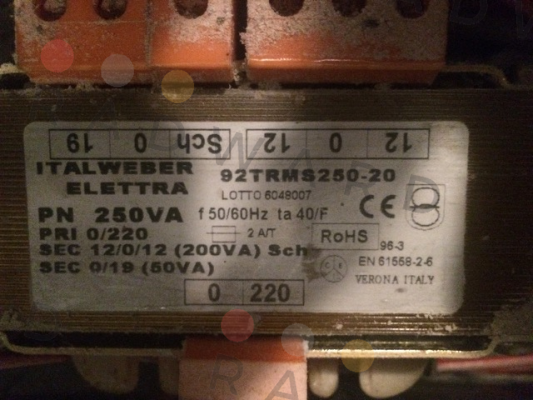 19 0 Sch 12 0 12
ITALWEBER 92TRMS250-20
ELETTRA LOTTO 6048007
PN 250VA f 50/60Hz ta 40/F CE
PRI 0/220 2 A/T RoHS 96-3
SEC 12/0/12 (200VA) Sch EN 61558-2-6
SEC 0/19 (50VA) VERONA ITALY
0 220